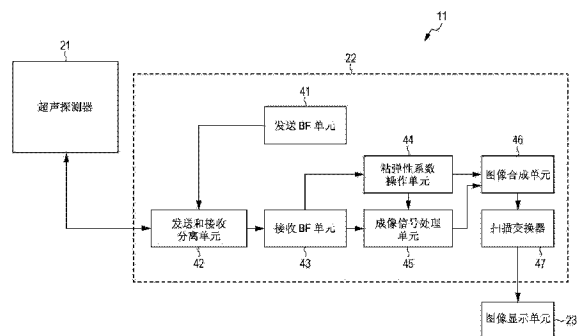 11
21
超声探测器
22
41
发送 BF 单元
44
粘弹性系数
操作单元
46
图像合成单元
发送和接收
分离单元
42
接收 BF 单元
43
成像信号处理
单元
45
扫描变换器
47
图像显示单元
23